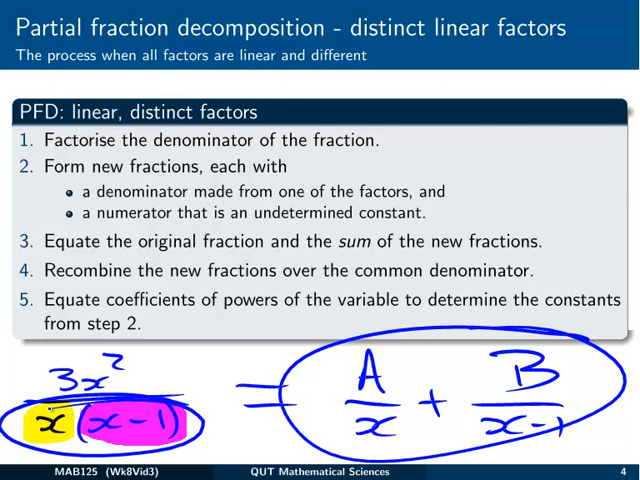 Partial fraction decomposition - distinct linear factors
The process when all factors are linear and different
PFD: linear, distinct factors
1. Factorise the denominator of the fraction.
2. Form new fractions, each with
• a denominator made from one of the factors, and
• a numerator that is an undetermined constant.
3. Equate the original fraction and the sum of the new fractions.
4. Recombine the new fractions over the common denominator.
5. Equate coefficients of powers of the variable to determine the constants
from step 2.
3x² A B
= +
x (x-1) x x-1
MAB125 (Wk8Vid3) QUT Mathematical Sciences 4